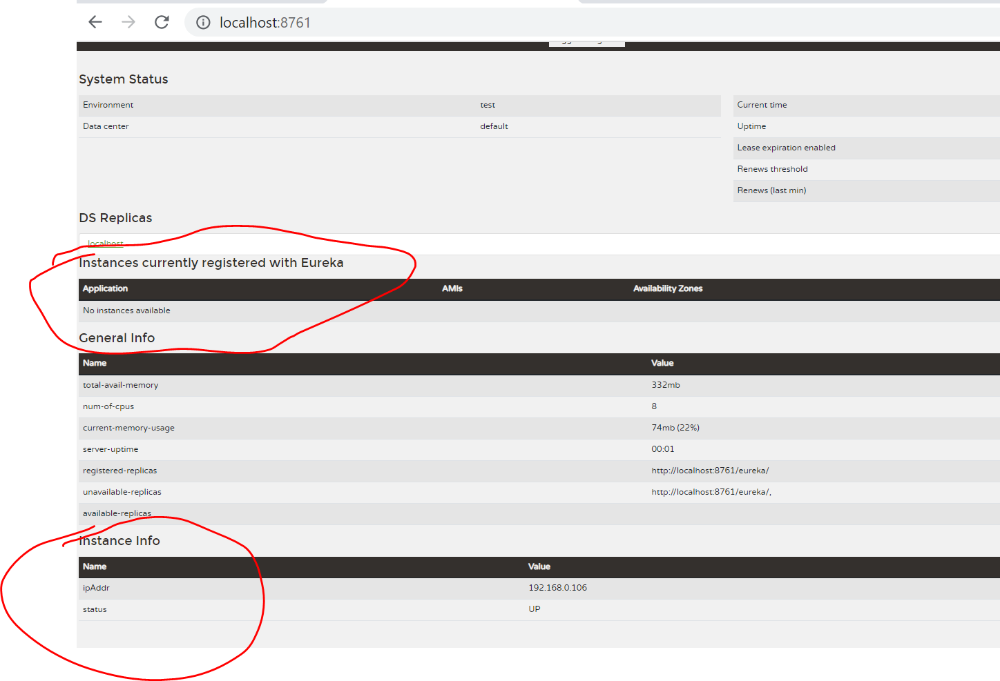 localhost:8761
System Status
Environment test
Data center default
Current time
Uptime
Lease expiration enabled
Renews threshold
Renews (last min)
DS Replicas
localhost
Instances currently registered with Eureka
Application AMIs Availability Zones
No instances available
General Info
Name Value
total-avail-memory 332mb
num-of-cpus 8
current-memory-usage 74mb (22%)
server-uptime 00:01
registered-replicas http://localhost:8761/eureka/
unavailable-replicas http://localhost:8761/eureka/,
available-replicas
Instance Info
Name Value
ipAddr 192.168.0.106
status UP